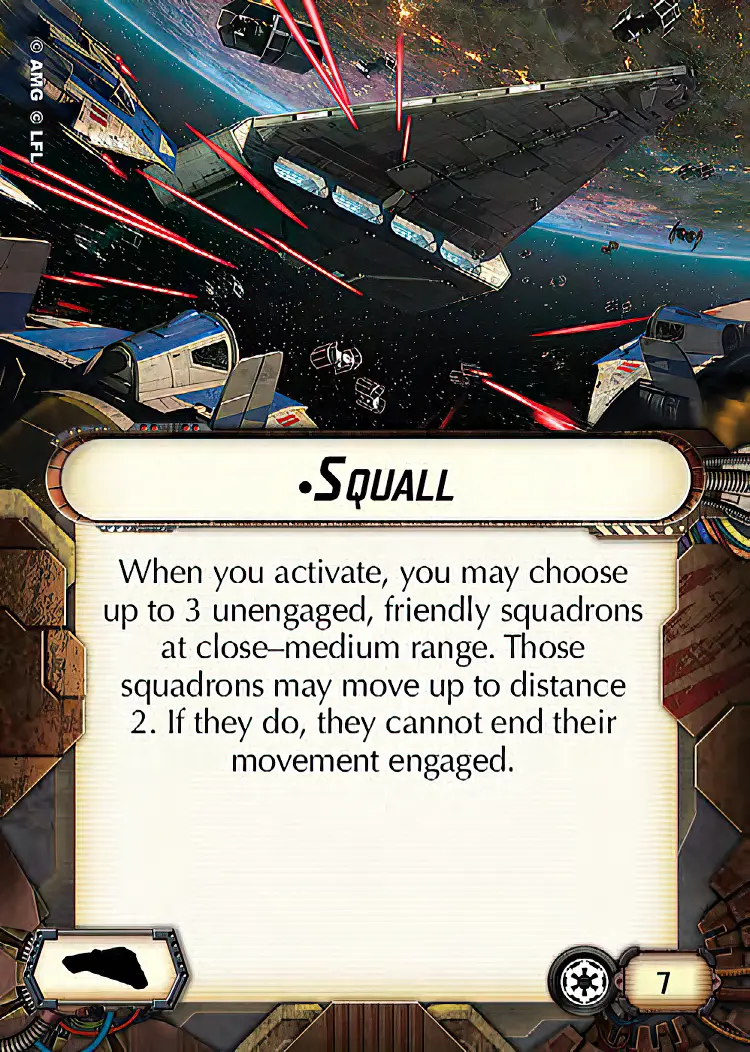 © AMG © LFL
•Squall
When you activate, you may choose
up to 3 unengaged, friendly squadrons
at close–medium range. Those
squadrons may move up to distance
2. If they do, they cannot end their
movement engaged.
7